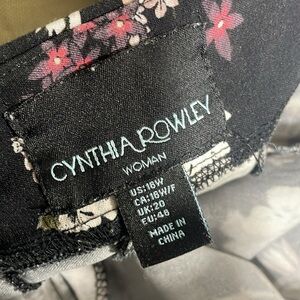 CYNTHIA ROWLEY
WOMAN
US:18W
CA:18W/F
UK:20
EU:48
MADE IN
CHINA